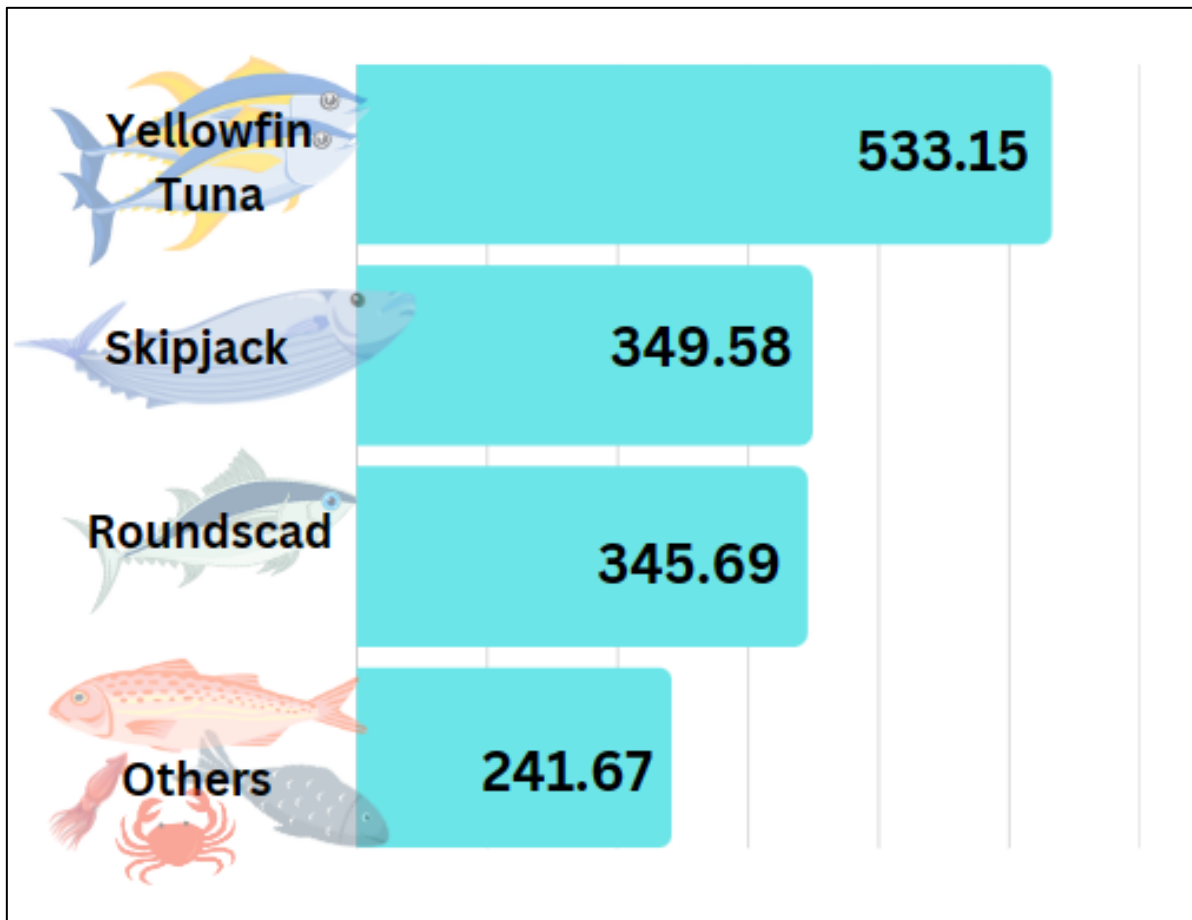 Yellowfin
Tuna
533.15
Skipjack
349.58
Roundscad
345.69
Others
241.67